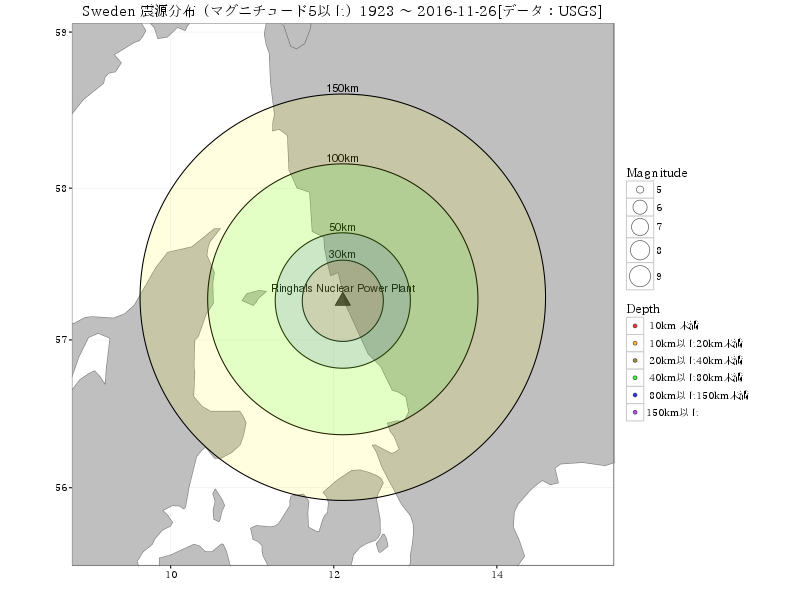 Sweden 震源分布（マグニチュード5以上）1923 ～ 2016-11-26[データ：USGS]
59
150km
100km
58
50km
30km
Ringhals Nuclear Power Plant
57
56
10
12
14
Magnitude
5
6
7
8
9
Depth
10km 未満
10km以上20km未満
20km以上40km未満
40km以上80km未満
80km以上150km未満
150km以上